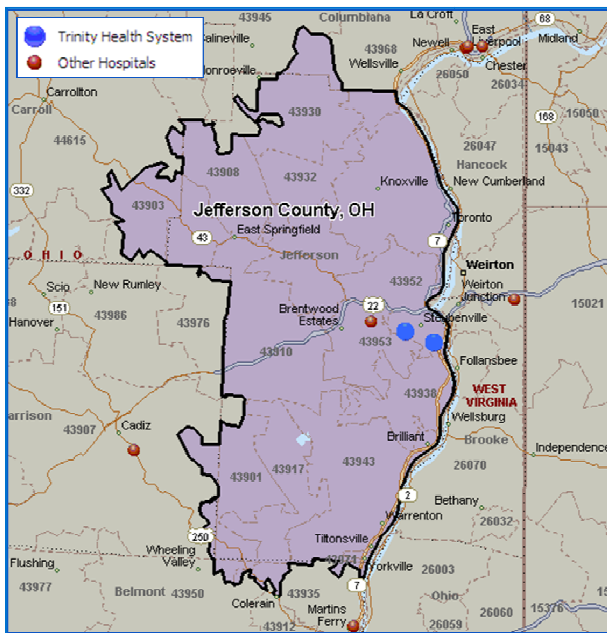 Trinity Health System
Other Hospitals
43945
Columbiana
La Croft
68
East
Liverpool
Midland
Salineville
43968
Newell
Wellsville
Chester
26050
26034
Monroeville
Carrollton
Carroll
43930
168
15050
44615
26047
15043
Hancock
43908
43932
332
Knoxville
New Cumberland
43903
Jefferson County, OH
Toronto
43
East Springfield
7
OHIO
Jefferson
Weirton
Scio
New Rumley
43952
Weirton
Junction
151
Brentwood
Estates
22
15021
Hanover
43986
43976
Steubenville
43953
43910
Follansbee
43938
WEST
VIRGINIA
Harrison
Cadiz
43907
Wellsburg
Brilliant
Brooke
Independence
43901
43917
43943
26070
2
Bethany
250
Warrenton
26032
Tiltonsville
Wheeling
Valley
43971
Flushing
Yorkville
26003
43977
Belmont
43950
43935
7
Ohio
Colerain
Martins
Ferry
26060
15376
43912
26059